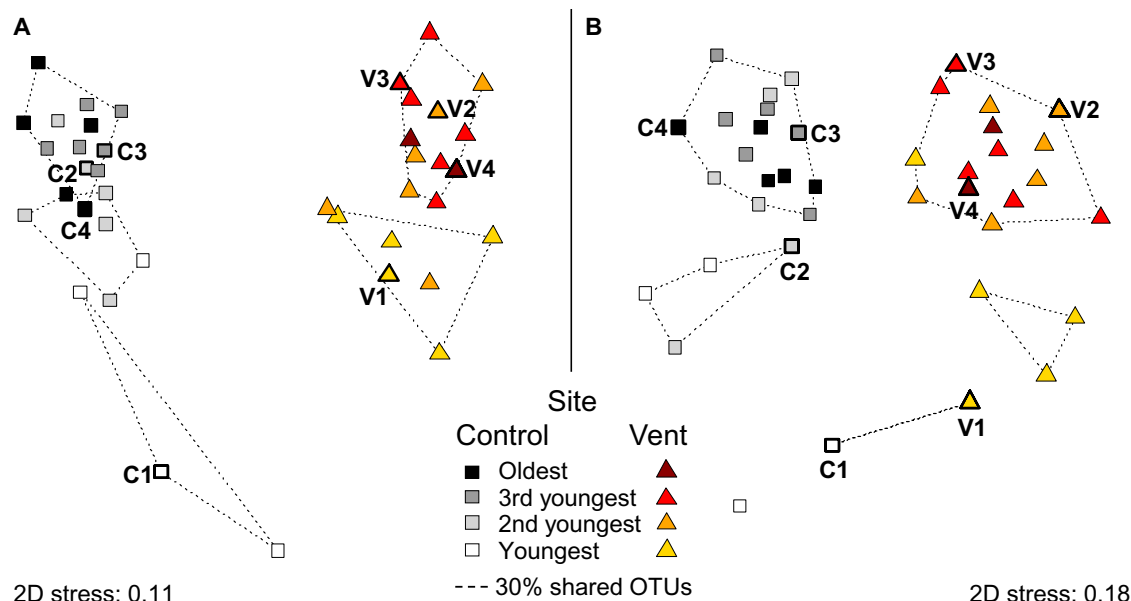 A
B
V3
V2
V4
C3
C2
C4
V1
C1
V3
V2
C4
C3
V4
C2
V1
C1
Site
Control Vent
Oldest
3rd youngest
2nd youngest
Youngest
--- 30% shared OTUs
2D stress: 0.11
2D stress: 0.18